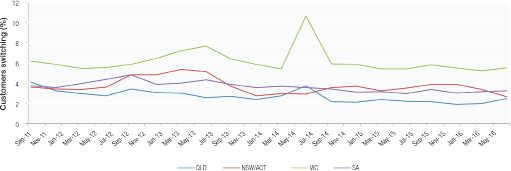 Customers switching (%)
12
10
8
6
4
2
0
Sep-11 Nov-11 Jan-12 Mar-12 May-12 Jul-12 Sep-12 Nov-12 Jan-13 Mar-13 May-13 Jul-13 Sep-13 Nov-13 Jan-14 Mar-14 May-14 Jul-14 Sep-14 Nov-14 Jan-15 Mar-15 May-15 Jul-15 Sep-15 Nov-15 Jan-16 Mar-16 May-16
QLD NSW/ACT VIC SA